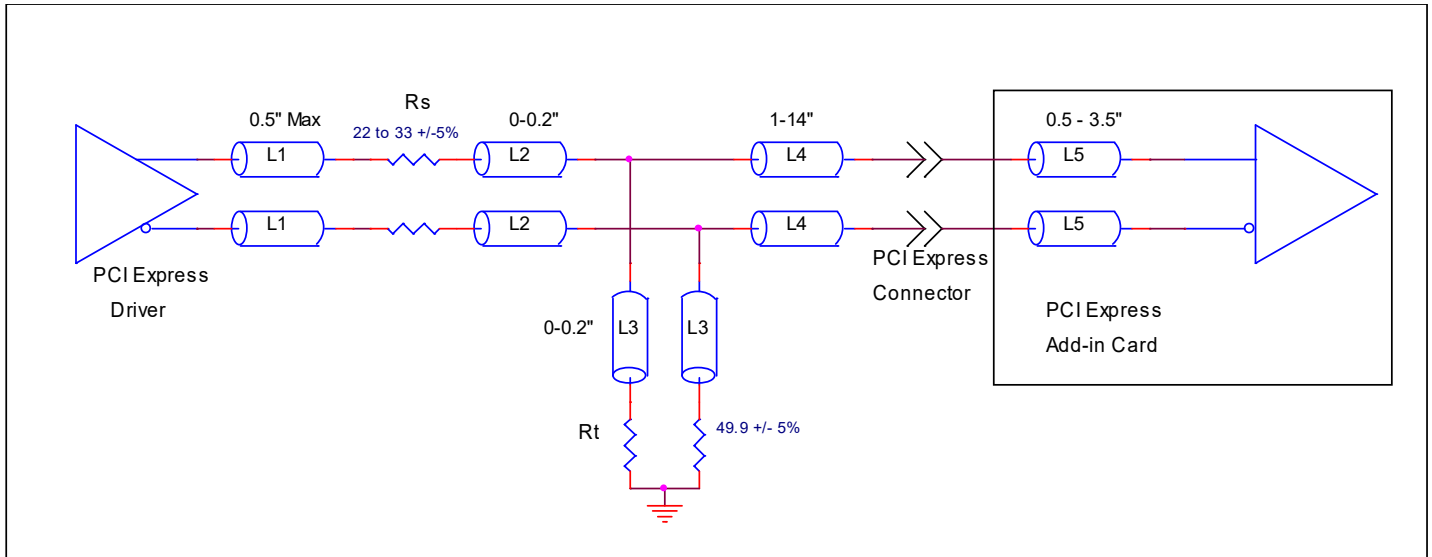 Rs
0.5" Max
22 to 33 +/-5%
0-0.2"
1-14"
0.5 - 3.5"
L1
L2
L4
L5
L1
L2
L4
L5
PCI Express
Driver
PCI Express
Connector
PCI Express
Add-in Card
0-0.2"
L3
L3
Rt
49.9 +/- 5%